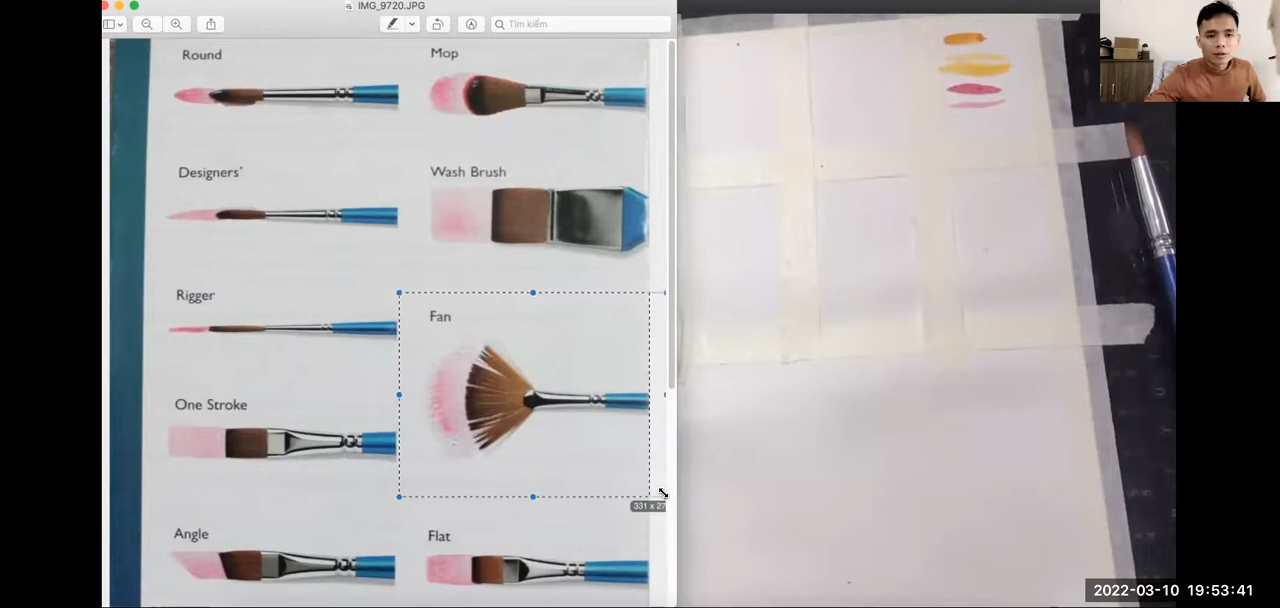 IMG_9720.JPG
Tìm kiếm
Round
Mop
Designers'
Wash Brush
Rigger
Fan
One Stroke
331 x 27
Angle
Flat
2022-03-10 19:53:41